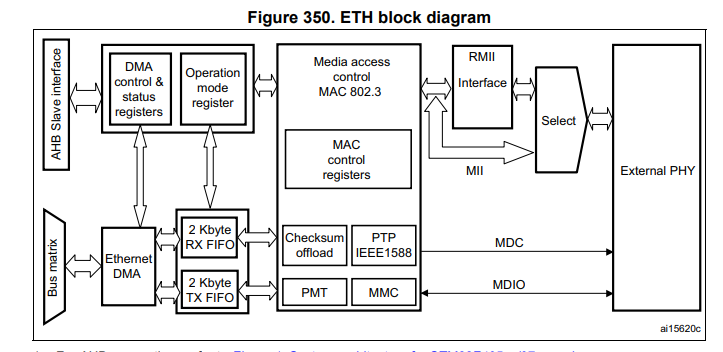 Figure 350. ETH block diagram
AHB Slave interface
DMA
control &
status
registers
Operation
mode
register
Media access
control
MAC 802.3
RMII
Interface
Select
External PHY
MAC
control
registers
MII
Bus matrix
Ethernet
DMA
2 Kbyte
RX FIFO
2 Kbyte
TX FIFO
Checksum
offload
PTP
IEEE1588
PMT
MMC
MDC
MDIO
ai15620c